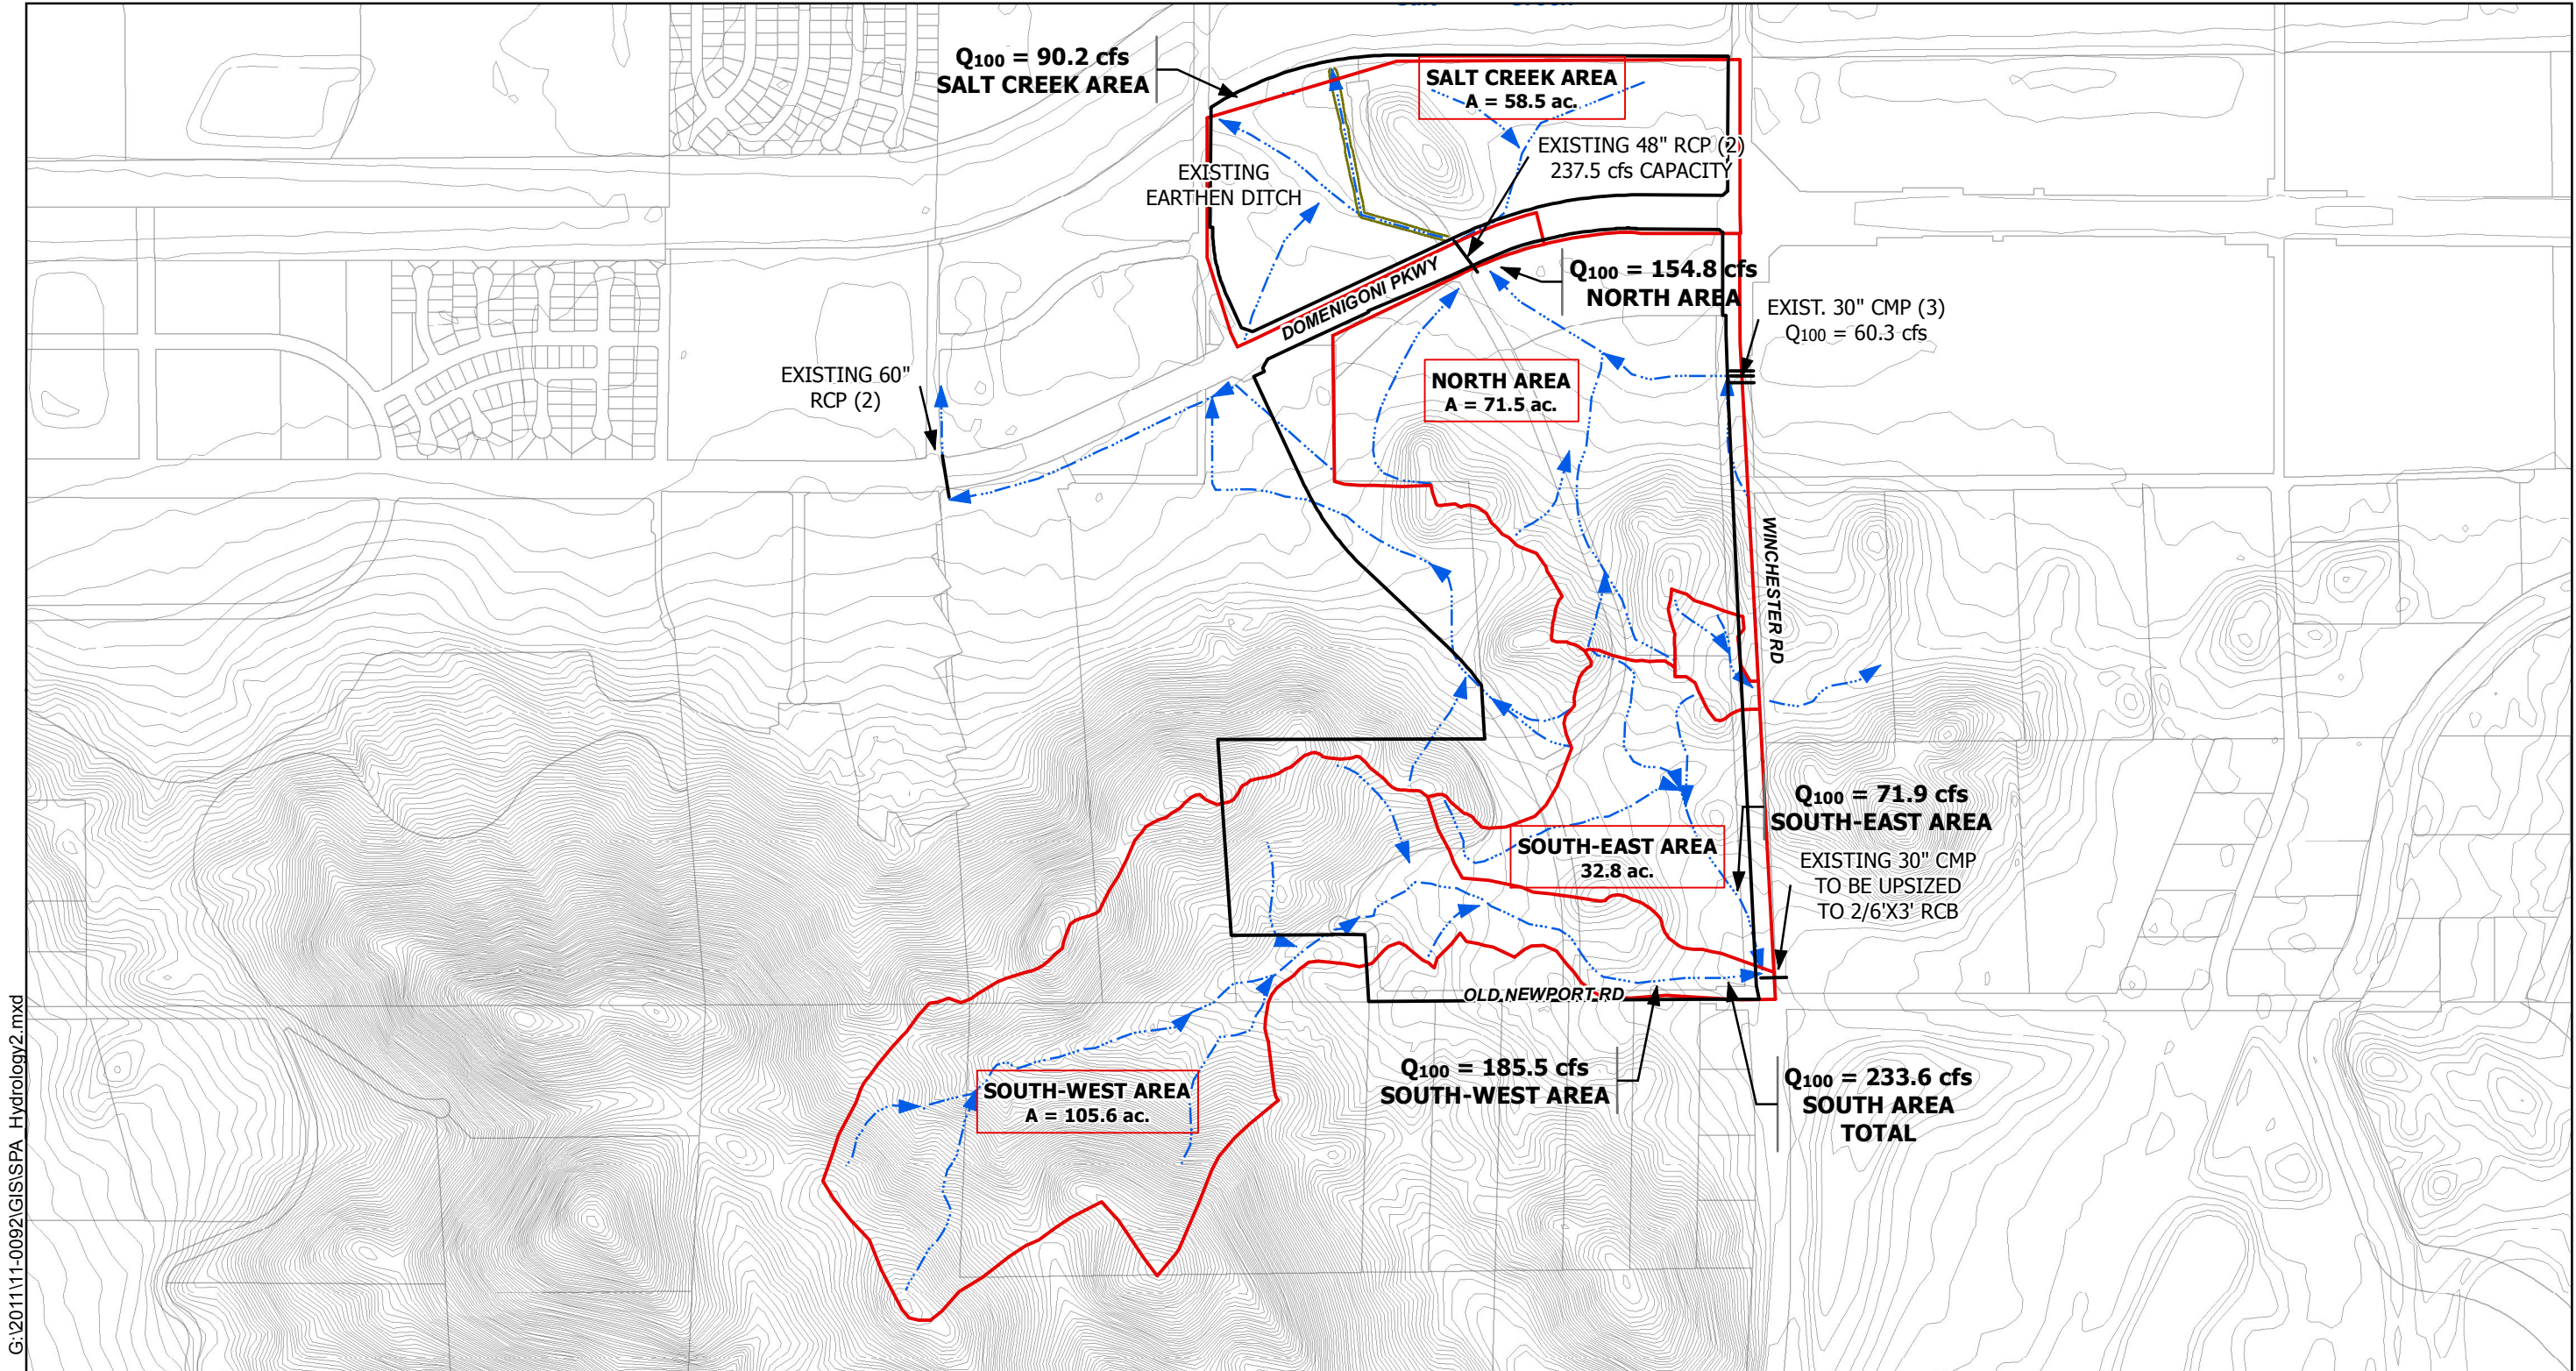 Q100 = 90.2 cfs
SALT CREEK AREA
SALT CREEK AREA
A = 58.5 ac.
EXISTING 48" RCP (2)
237.5 cfs CAPACITY
EXISTING
EARTHEN DITCH
DOMENIGONI PKWY
Q100 = 154.8 cfs
NORTH AREA
EXIST. 30" CMP (3)
Q100 = 60.3 cfs
EXISTING 60"
RCP (2)
NORTH AREA
A = 71.5 ac.
WINCHESTER RD
Q100 = 71.9 cfs
SOUTH-EAST AREA
SOUTH-EAST AREA
32.8 ac.
EXISTING 30" CMP
TO BE UPSIZED
TO 2/6'X3' RCB
OLD NEWPORT RD
Q100 = 185.5 cfs
SOUTH-WEST AREA
Q100 = 233.6 cfs
SOUTH AREA
TOTAL
SOUTH-WEST AREA
A = 105.6 ac.
G:\2011\11-0092\GIS\SPA_Hydrology2.mxd